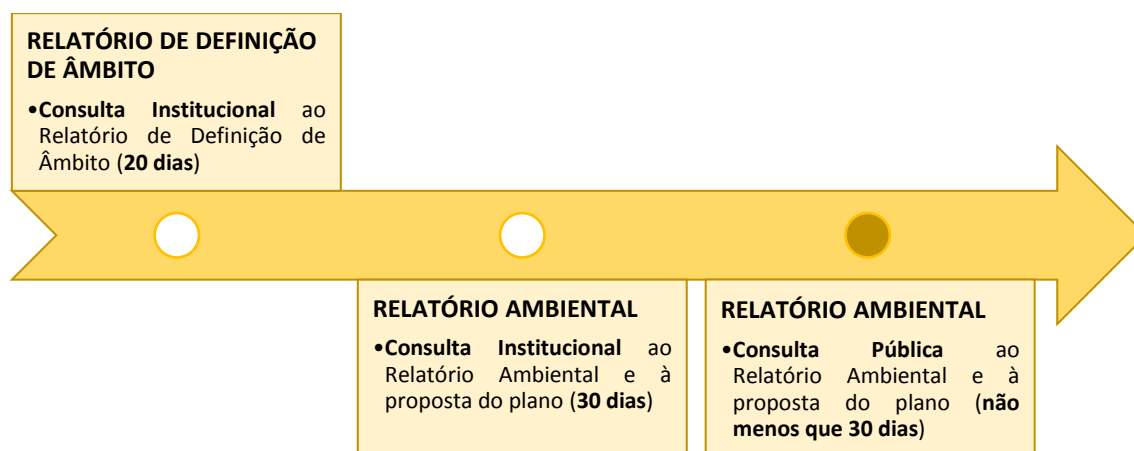 RELATÓRIO DE DEFINIÇÃO
DE ÂMBITO
•Consulta Institucional ao
Relatório de Definição de
Âmbito (20 dias)
RELATÓRIO AMBIENTAL
•Consulta Institucional ao
Relatório Ambiental e à
proposta do plano (30 dias)
RELATÓRIO AMBIENTAL
•Consulta Pública ao
Relatório Ambiental e à
proposta do plano (não
menos que 30 dias)